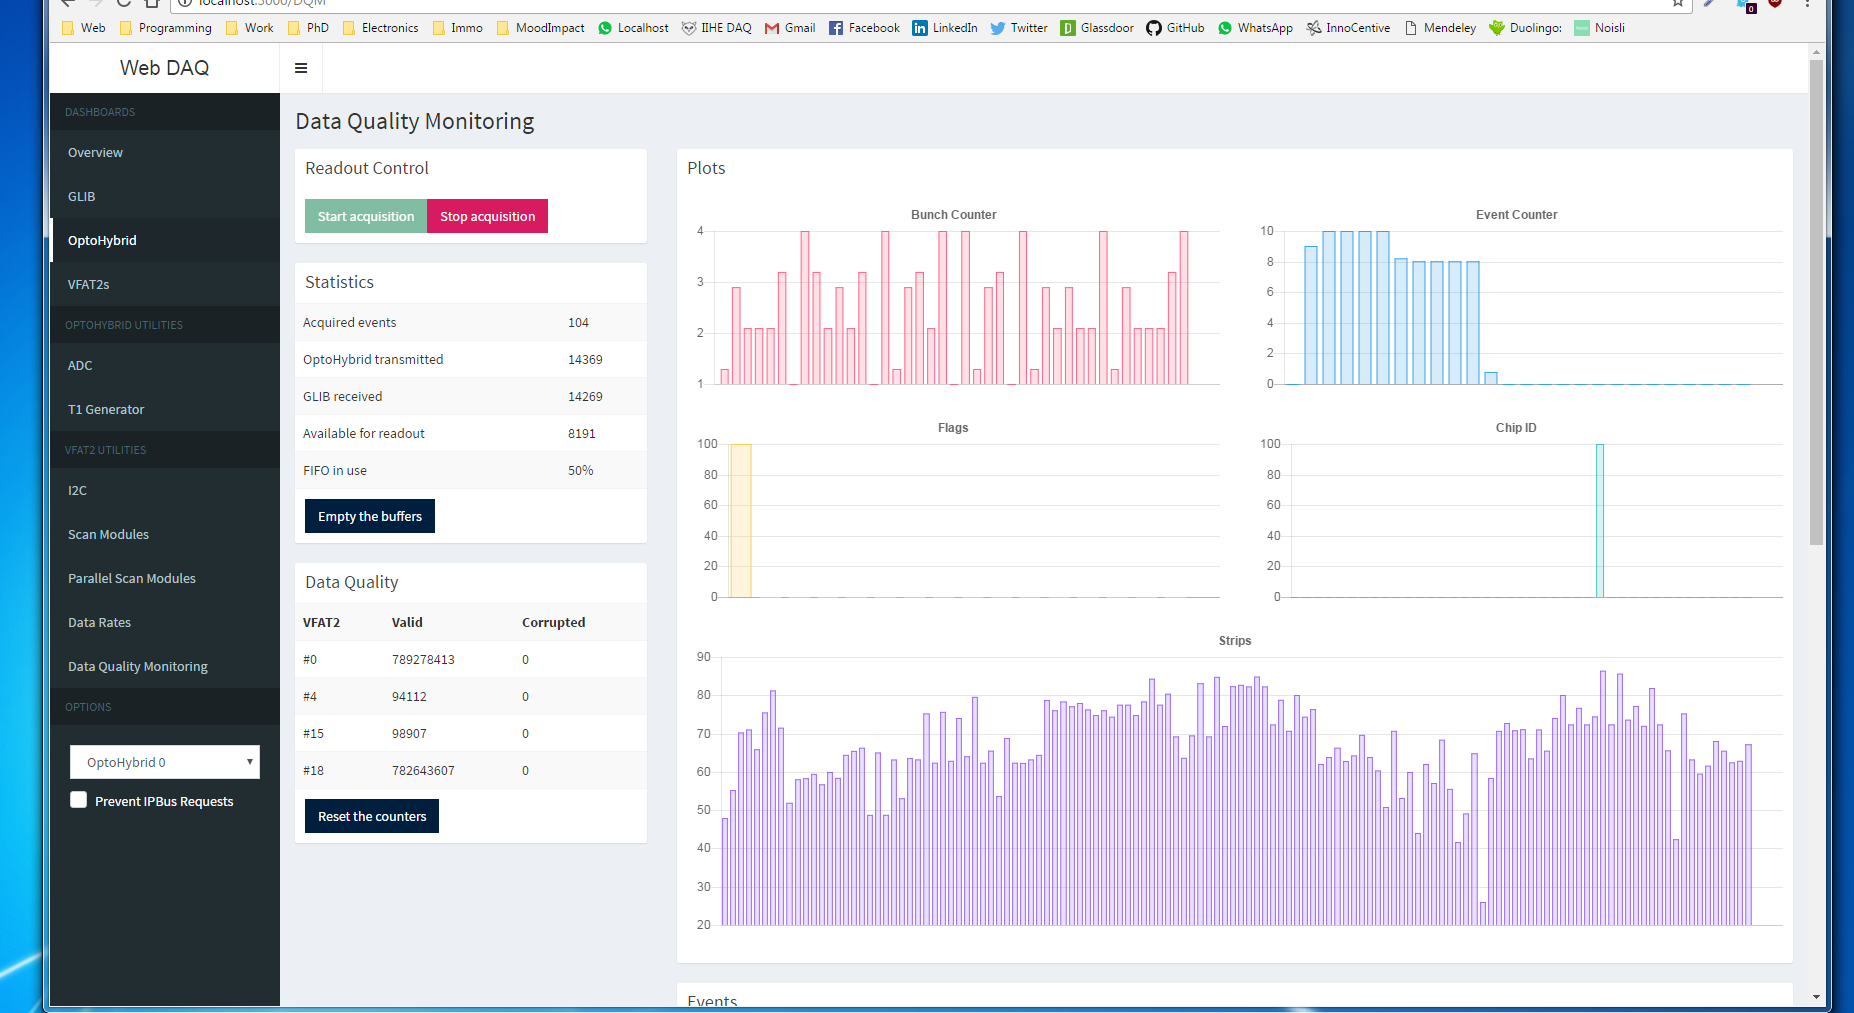 localhost:3000/DQM
0
Web Programming Work PhD Electronics Immo MoodImpact Localhost IIHE DAQ Gmail Facebook LinkedIn Twitter Glassdoor GitHub WhatsApp InnoCentive Mendeley Duolingo: Noisli
Web DAQ
DASHBOARDS
Overview
GLIB
OptoHybrid
VFAT2s
OPTOHYBRID UTILITIES
ADC
T1 Generator
VFAT2 UTILITIES
I2C
Scan Modules
Parallel Scan Modules
Data Rates
Data Quality Monitoring
OPTIONS
OptoHybrid 0
Prevent IPBus Requests
Data Quality Monitoring
Readout Control
Start acquisition Stop acquisition
Statistics
Acquired events 104
OptoHybrid transmitted 14369
GLIB received 14269
Available for readout 8191
FIFO in use 50%
Empty the buffers
Data Quality
VFAT2 Valid Corrupted
#0 789278413 0
#4 94112 0
#15 98907 0
#18 782643607 0
Reset the counters
Plots
Bunch Counter
4
3
2
1
Event Counter
10
8
6
4
2
0
Flags
100
80
60
40
20
0
Chip ID
100
80
60
40
20
0
Strips
90
80
70
60
50
40
30
20
Events